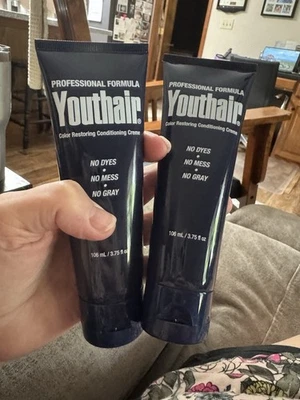 PROFESSIONAL FORMULA
Youthair
Color Restoring Conditioning Creme
NO DYES
•
NO MESS
•
NO GRAY
106 mL / 3.75 fl oz
PROFESSIONAL FORMULA
Youthair
Color Restoring Conditioning Creme
NO DYES
•
NO MESS
•
NO GRAY
106 mL / 3.75 fl oz